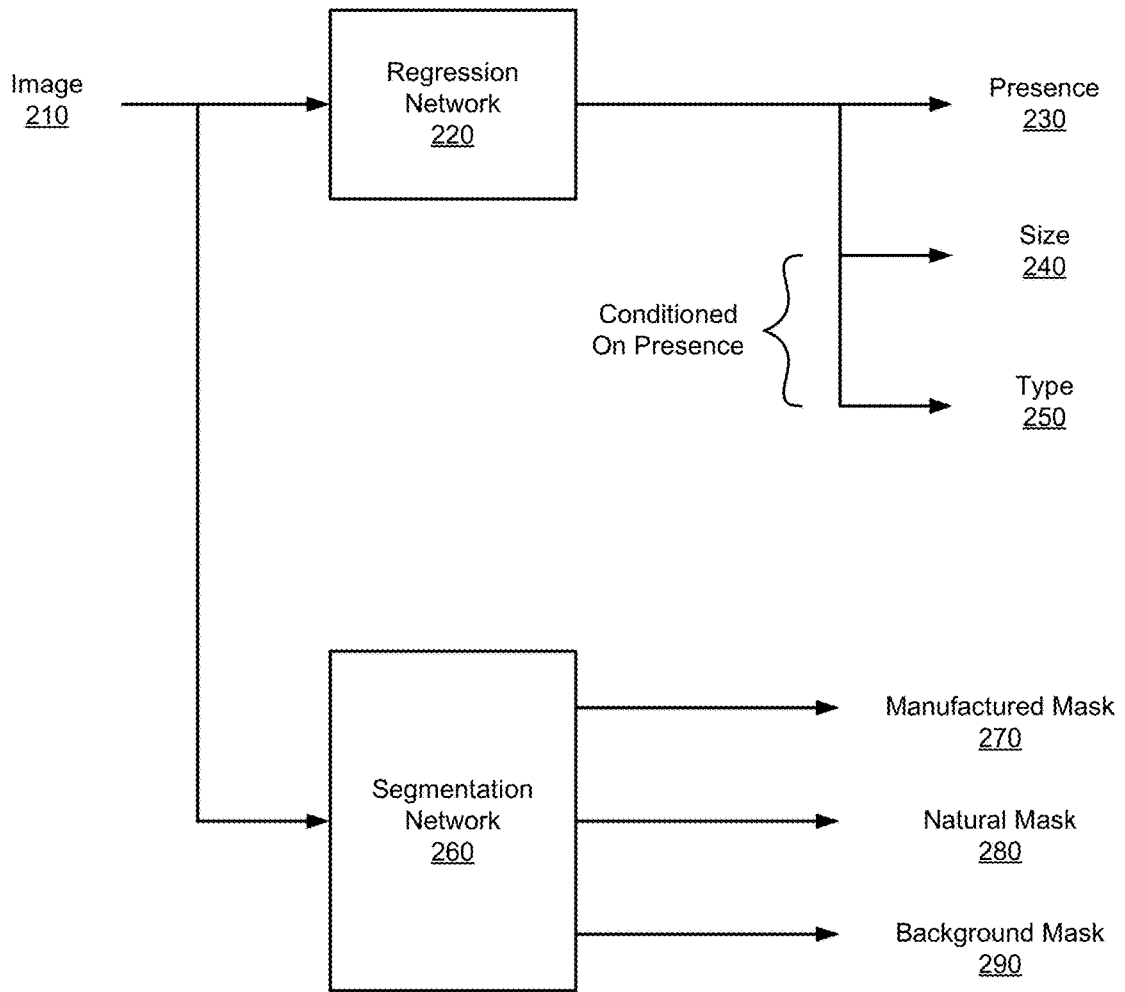 Image
210
Regression
Network
220
Presence
230
Size
240
Conditioned
On Presence
Type
250
Segmentation
Network
260
Manufactured Mask
270
Natural Mask
280
Background Mask
290